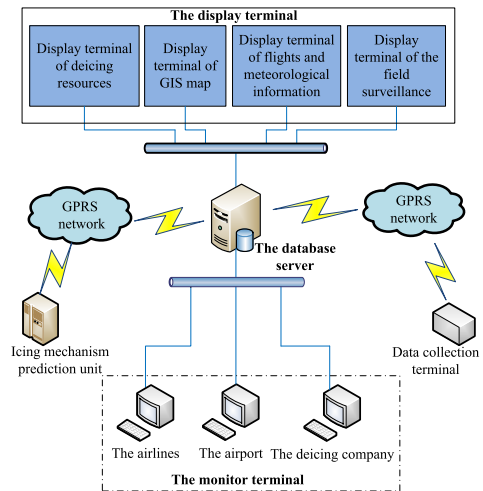 The display terminal
Display terminal
of deicing
resources
Display
terminal of
GIS map
Display terminal
of flights and
meteorological
information
Display
terminal of the
field
surveillance
GPRS
network
GPRS
network
The database
server
Icing mechanism
prediction unit
Data collection
terminal
The airlines
The airport
The deicing company
The monitor terminal